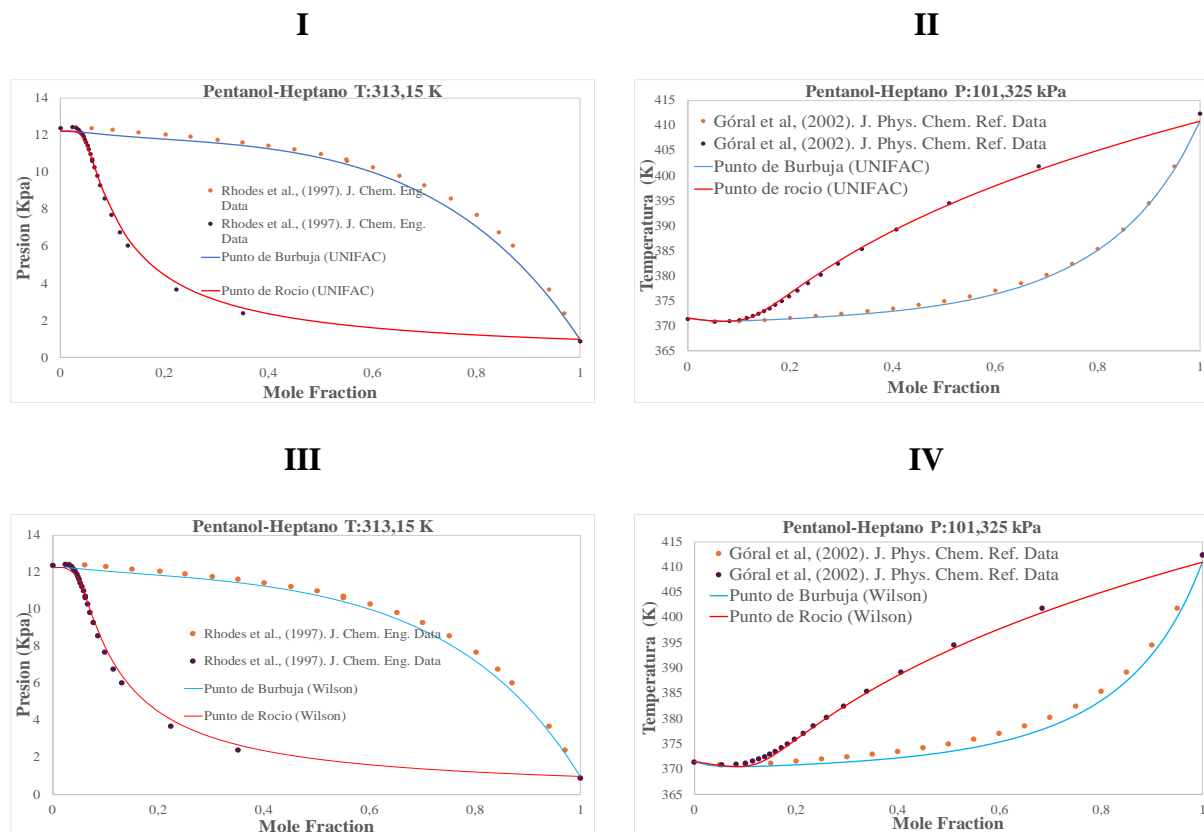 I
Pentanol-Heptano T:313,15 K
14
12
10
8
6
4
2
0
Presion (Kpa)
Rhodes et al., (1997). J. Chem. Eng.
Data
Rhodes et al., (1997). J. Chem. Eng.
Data
Punto de Burbuja (UNIFAC)
Punto de Rocio (UNIFAC)
0
0,2
0,4
0,6
0,8
1
Mole Fraction
II
Pentanol-Heptano P:101,325 kPa
415
410
405
400
395
390
385
380
375
370
365
Temperatura (K)
Góral et al, (2002). J. Phys. Chem. Ref. Data
Góral et al, (2002). J. Phys. Chem. Ref. Data
Punto de Burbuja (UNIFAC)
Punto de rocio (UNIFAC)
0
0,2
0,4
0,6
0,8
1
Mole Fraction
III
Pentanol-Heptano T:313,15 K
14
12
10
8
6
4
2
0
Presion (Kpa)
Rhodes et al., (1997). J. Chem. Eng. Data
Rhodes et al., (1997). J. Chem. Eng. Data
Punto de Burbuja (Wilson)
Punto de Rocio (Wilson)
0
0,2
0,4
0,6
0,8
1
Mole Fraction
IV
Pentanol-Heptano P:101,325 kPa
415
410
405
400
395
390
385
380
375
370
365
Temperatura (K)
Góral et al, (2002). J. Phys. Chem. Ref. Data
Góral et al, (2002). J. Phys. Chem. Ref. Data
Punto de Burbuja (Wilson)
Punto de Rocio (Wilson)
0
0,2
0,4
0,6
0,8
1
Mole Fraction